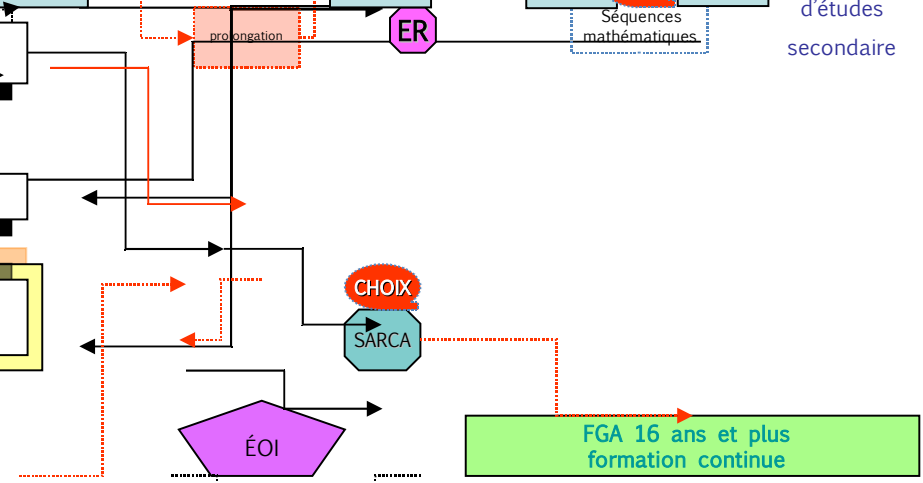 d'études
secondaire
Séquences
mathématiques
prolongation
ER
CHOIX
SARCA
ÉOI
FGA 16 ans et plus
formation continue